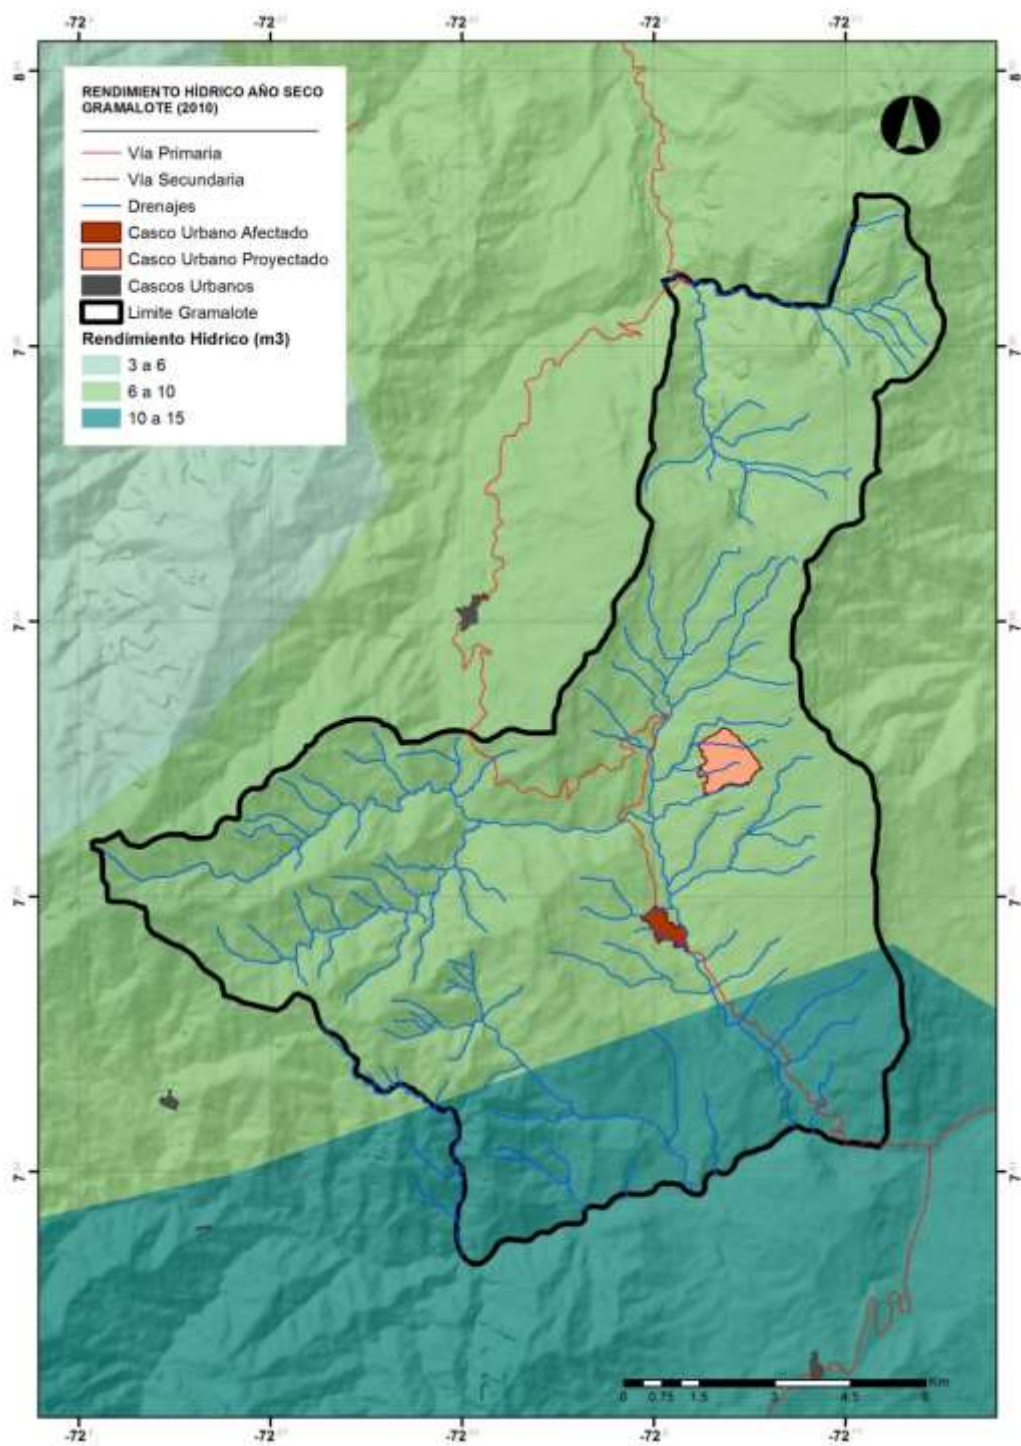 -72
-72
-72
-72
-72
8
8
RENDIMIENTO HÍDRICO AÑO SECO
GRAMALOTE (2010)
Vía Primaria
Vía Secundaria
Drenajes
Casco Urbano Afectado
Casco Urbano Proyectado
Cascos Urbanos
Limite Gramalote
Rendimiento Hídrico (m3)
3 a 6
6 a 10
10 a 15
7
7
7
7
7
7
7
7
Km
0
0.75
1.5
3
4.5
6
-72
-72
-72
-72
-72